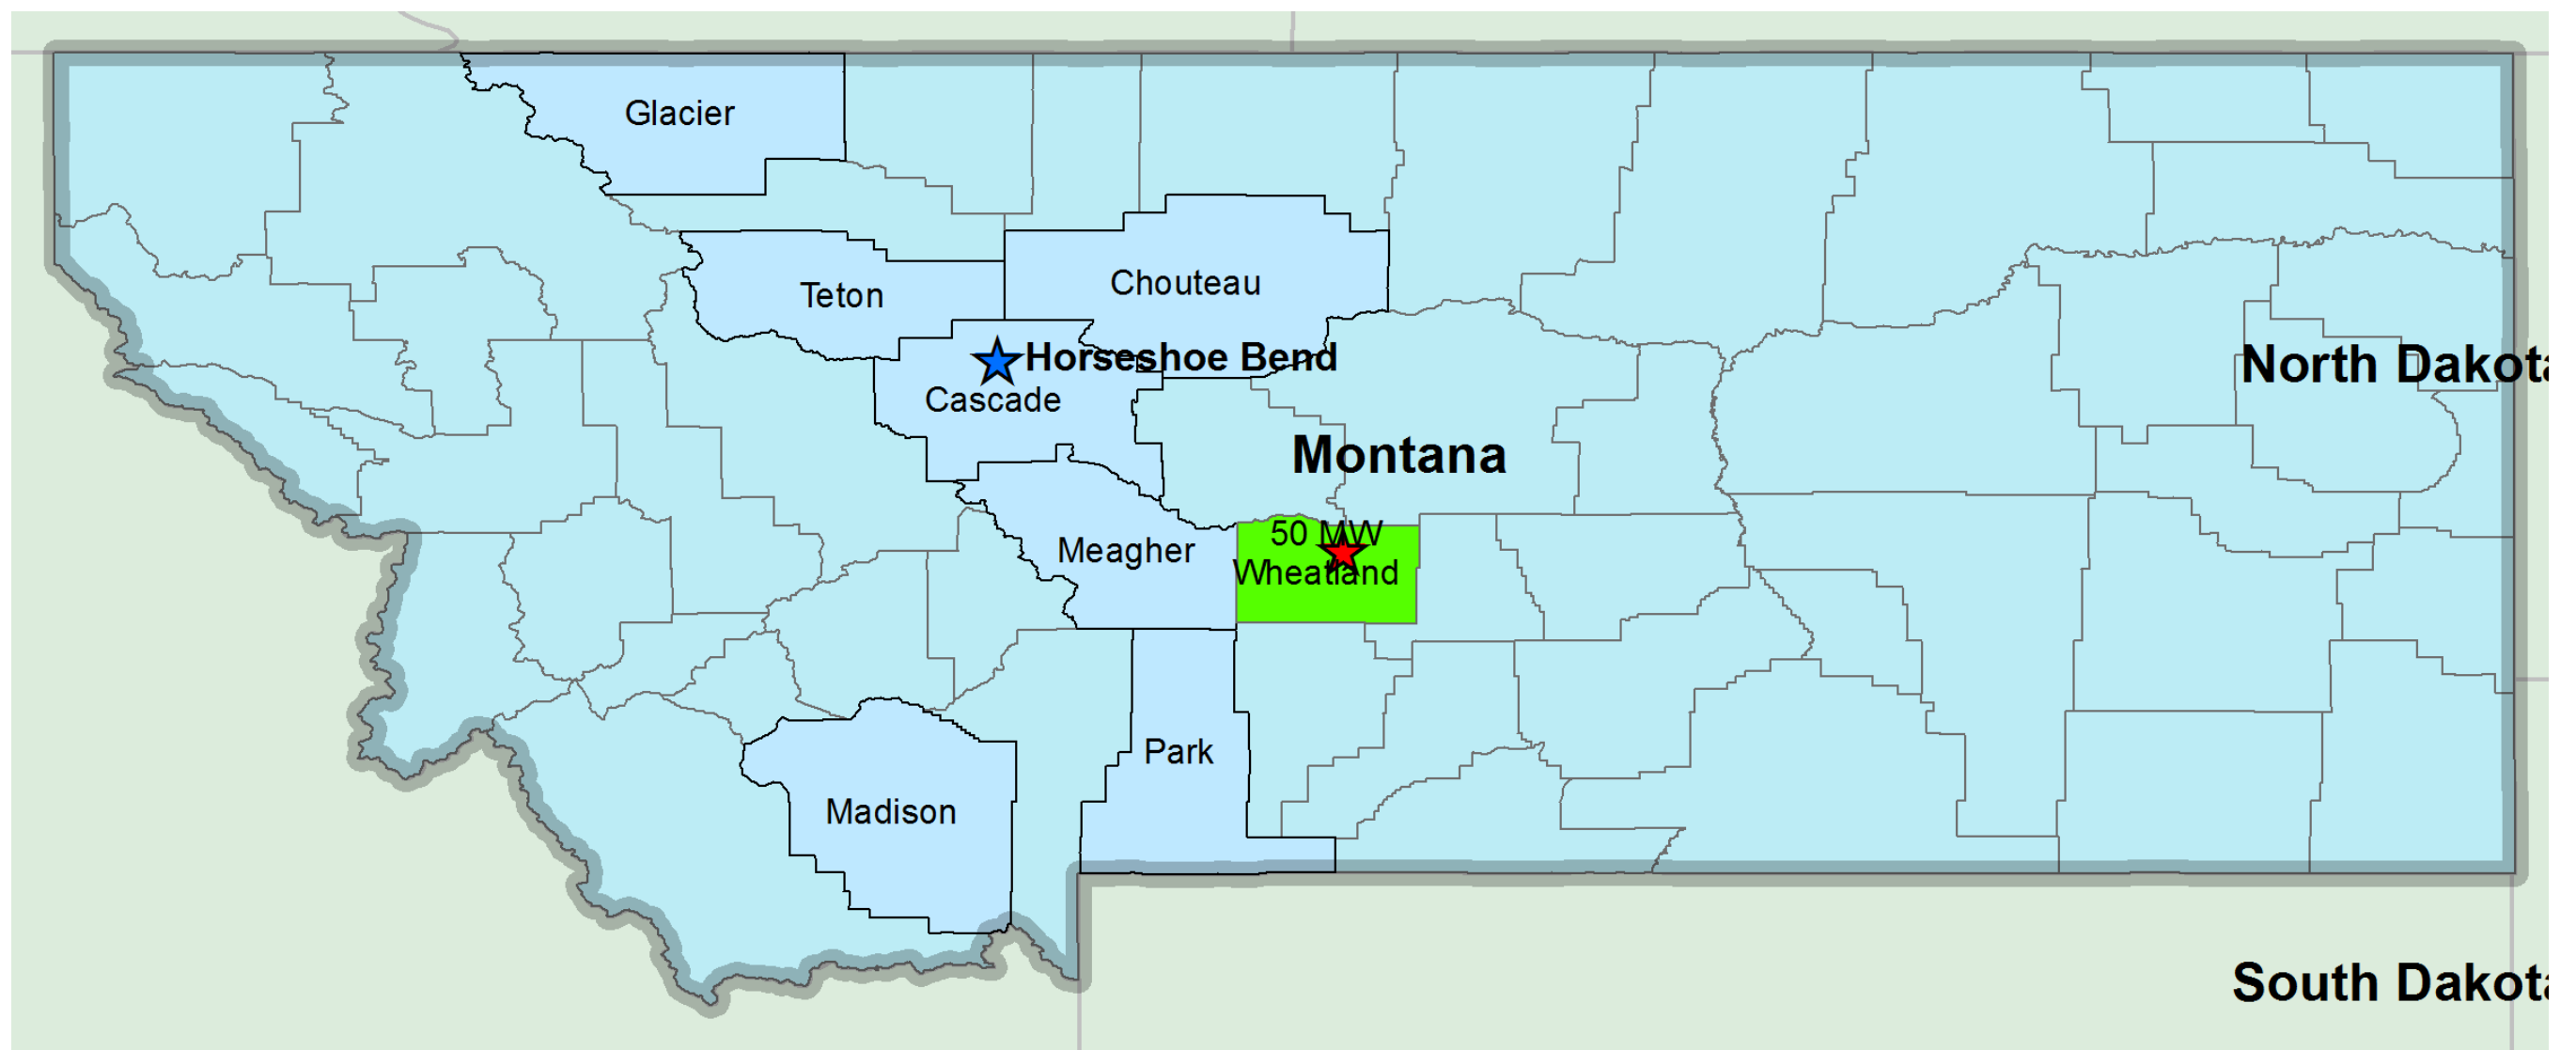 Glacier
Teton
Chouteau
Horseshoe Bend
North Dakota
Cascade
Montana
50 MW
Meagher
Wheatland
Park
Madison
South Dakota